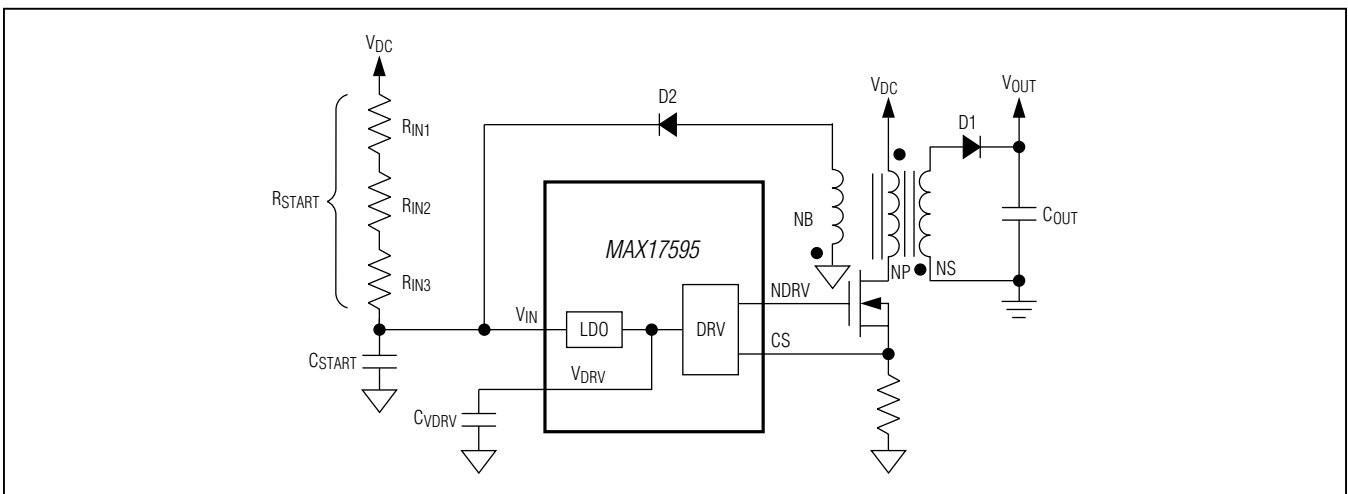 VDC
RIN1
RSTART
RIN2
RIN3
CSTART
D2
VDC
VOUT
D1
NB
COUT
MAX17595
NP
NS
VIN
LDO
DRV
NDRV
CS
VDRV
CVDRV